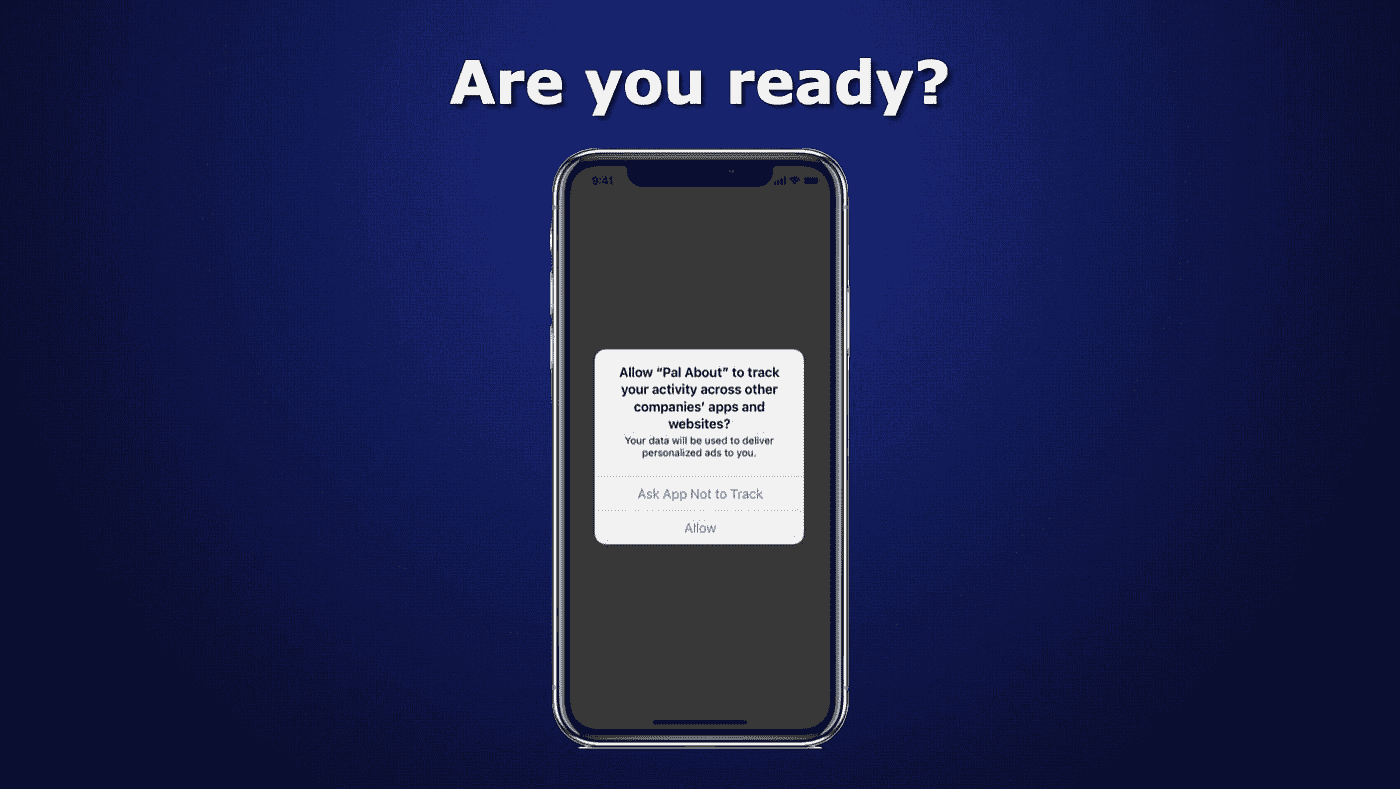 Are you ready?
9:41
Allow “Pal About” to track
your activity across other
companies’ apps and
websites?
Your data will be used to deliver
personalized ads to you.
Ask App Not to Track
Allow